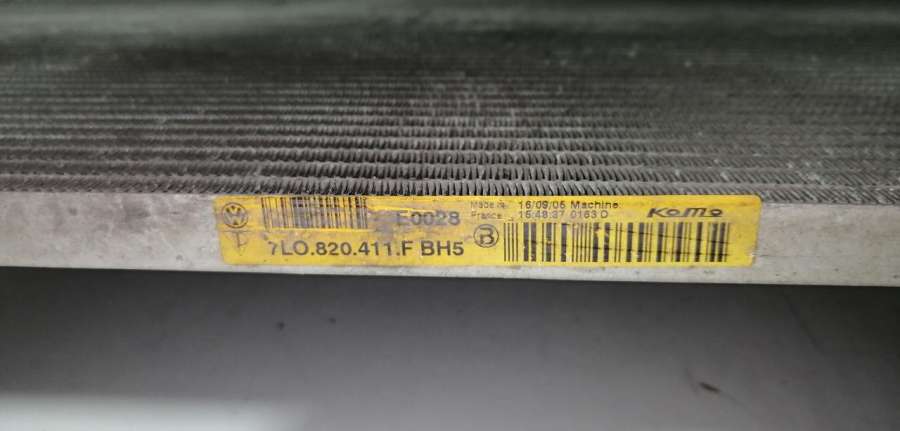 E0028
7LO.820.411.F BH5
B
Made in
France
16/09/05 Machine
15:48:37 0163 D
KOMO